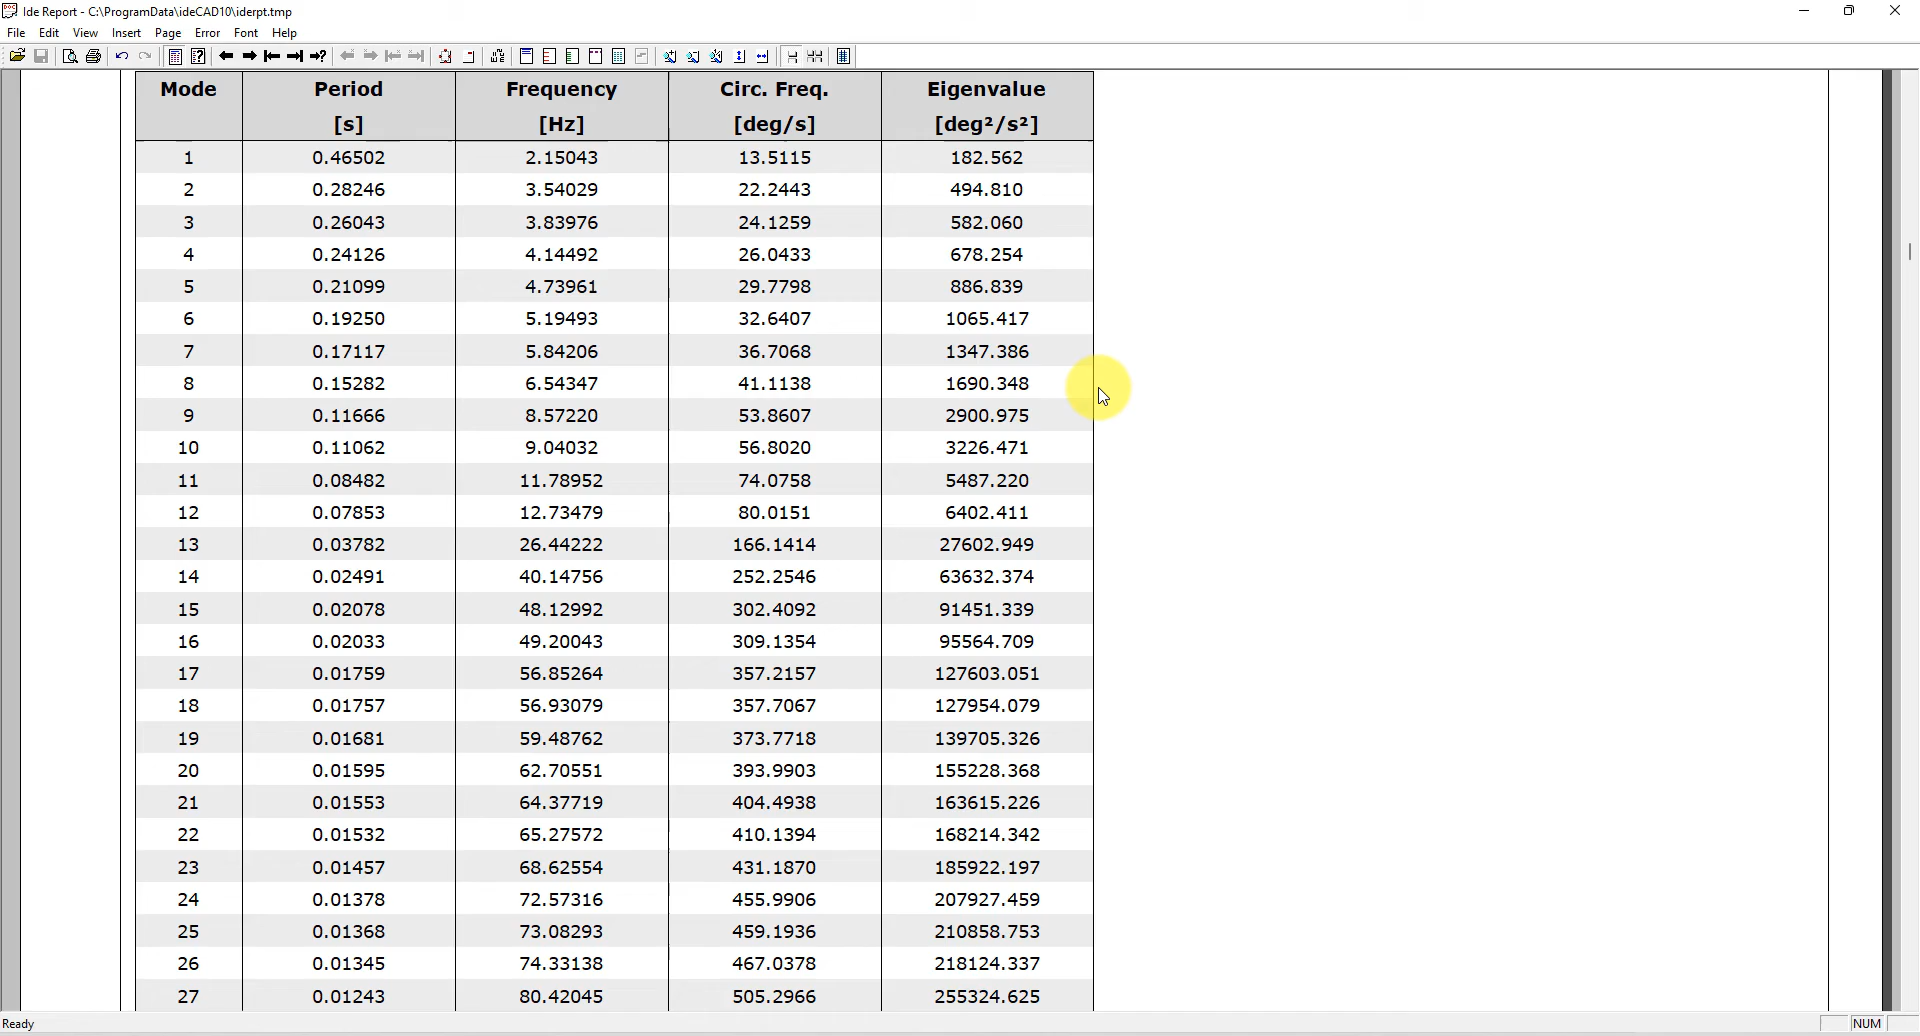 Ide Report - C:\ProgramData\ideCAD10\iderpt.tmp
File Edit View Insert Page Error Font Help
Mode Period Frequency Circ. Freq. Eigenvalue
[s] [Hz] [deg/s] [deg²/s²]
1 0.46502 2.15043 13.5115 182.562
2 0.28246 3.54029 22.2443 494.810
3 0.26043 3.83976 24.1259 582.060
4 0.24126 4.14492 26.0433 678.254
5 0.21099 4.73961 29.7798 886.839
6 0.19250 5.19493 32.6407 1065.417
7 0.17117 5.84206 36.7068 1347.386
8 0.15282 6.54347 41.1138 1690.348
9 0.11666 8.57220 53.8607 2900.975
10 0.11062 9.04032 56.8020 3226.471
11 0.08482 11.78952 74.0758 5487.220
12 0.07853 12.73479 80.0151 6402.411
13 0.03782 26.44222 166.1414 27602.949
14 0.02491 40.14756 252.2546 63632.374
15 0.02078 48.12992 302.4092 91451.339
16 0.02033 49.20043 309.1354 95564.709
17 0.01759 56.85264 357.2157 127603.051
18 0.01757 56.93079 357.7067 127954.079
19 0.01681 59.48762 373.7718 139705.326
20 0.01595 62.70551 393.9903 155228.368
21 0.01553 64.37719 404.4938 163615.226
22 0.01532 65.27572 410.1394 168214.342
23 0.01457 68.62554 431.1870 185922.197
24 0.01378 72.57316 455.9906 207927.459
25 0.01368 73.08293 459.1936 210858.753
26 0.01345 74.33138 467.0378 218124.337
27 0.01243 80.42045 505.2966 255324.625
Ready NUM